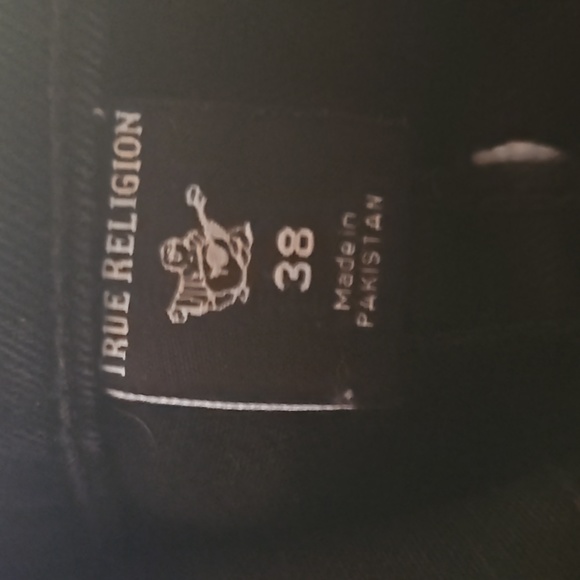 TRUE RELIGION
38
Made in
PAKISTAN